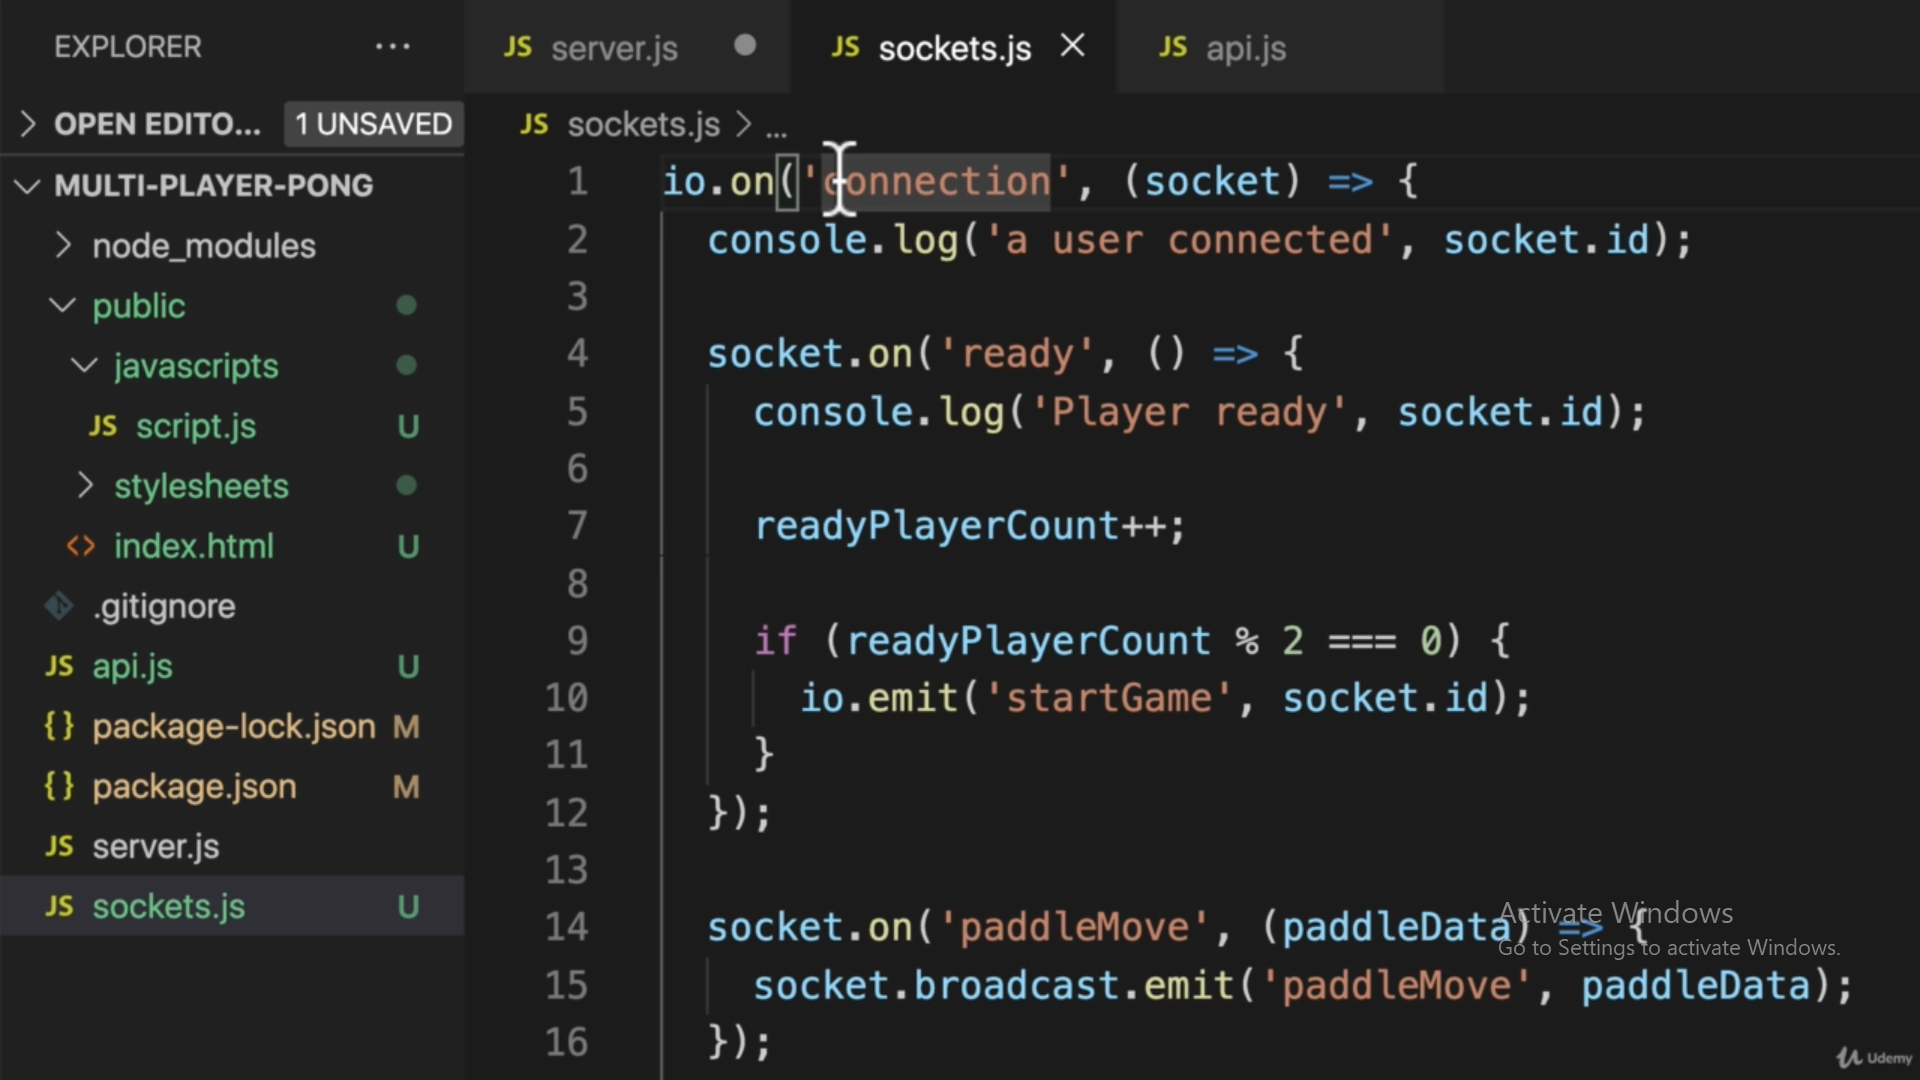 EXPLORER
OPEN EDITO... 1 UNSAVED
MULTI-PLAYER-PONG
node_modules
public
javascripts
JS script.js U
stylesheets
<> index.html U
.gitignore
JS api.js U
{} package-lock.json M
{} package.json M
JS server.js
JS sockets.js U
JS server.js
JS sockets.js
JS api.js
JS sockets.js > ...
1 io.on('connection', (socket) => {
2 console.log('a user connected', socket.id);
3
4 socket.on('ready', () => {
5 console.log('Player ready', socket.id);
6
7 readyPlayerCount++;
8
9 if (readyPlayerCount % 2 === 0) {
10 io.emit('startGame', socket.id);
11 }
12 });
13
14 socket.on('paddleMove', (paddleData) => {
15 socket.broadcast.emit('paddleMove', paddleData);
16 });
Activate Windows
Go to Settings to activate Windows.
Udemy